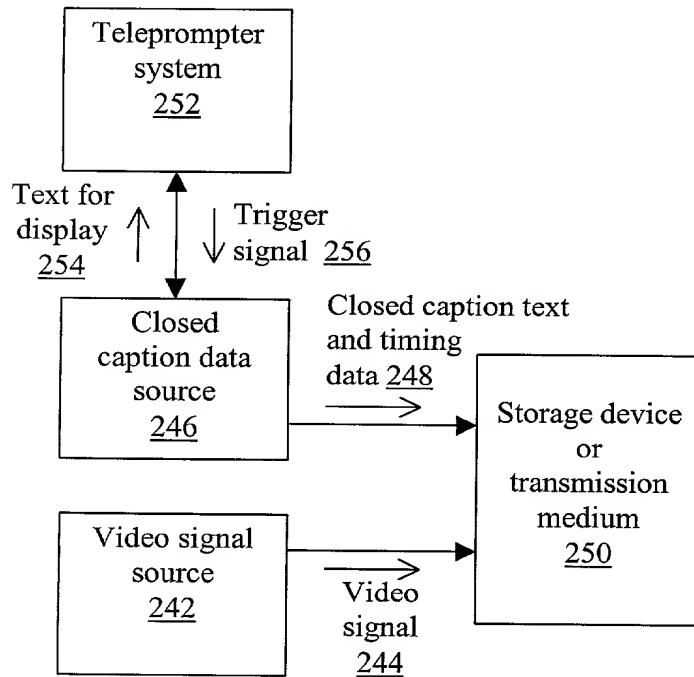 Teleprompter
system
252
Text for
display
254
Trigger
signal 256
Closed
caption data
source
246
Closed caption text
and timing
data 248
Storage device
or
transmission
medium
250
Video signal
source
242
Video
signal
244